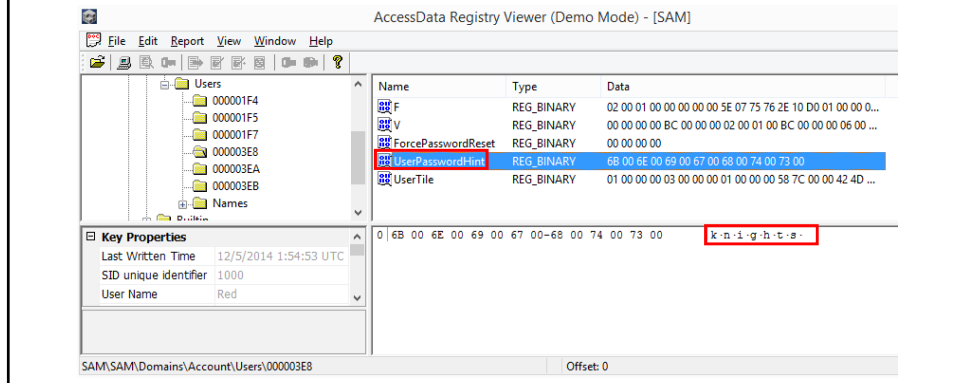 AccessData Registry Viewer (Demo Mode) - [SAM]
File Edit Report View Window Help
Users
000001F4
000001F5
000001F7
000003E8
000003EA
000003EB
Names
Builtin
Name Type Data
F REG_BINARY 02 00 01 00 00 00 00 00 5E 07 75 76 2E 10 D0 01 00 00 0...
V REG_BINARY 00 00 00 00 BC 00 00 00 02 00 01 00 BC 00 00 00 06 00 ...
ForcePasswordReset REG_BINARY 00 00 00 00
UserPasswordHint REG_BINARY 6B 00 6E 00 69 00 67 00 68 00 74 00 73 00
UserTile REG_BINARY 01 00 00 00 03 00 00 00 01 00 00 00 58 7C 00 00 42 4D ...
Key Properties
Last Written Time 12/5/2014 1:54:53 UTC
SID unique identifier 1000
User Name Red
0 6B 00 6E 00 69 00 67 00-68 00 74 00 73 00 k·n·i·g·h·t·s·
SAM\SAM\Domains\Account\Users\000003E8 Offset: 0